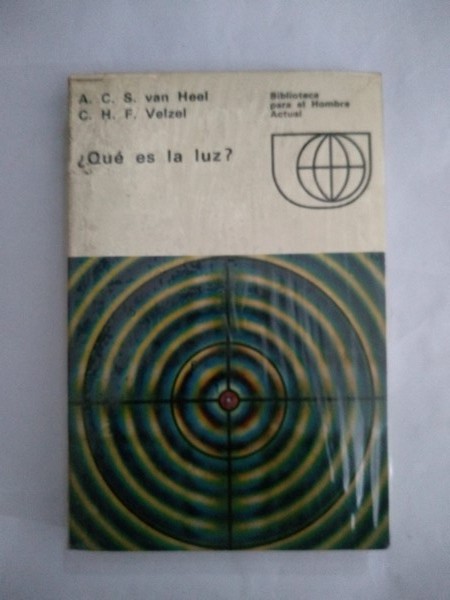 A. C. S. van Heel
C. H. F. Velzel
¿Qué es la luz?
Biblioteca
para el Hombre
Actual